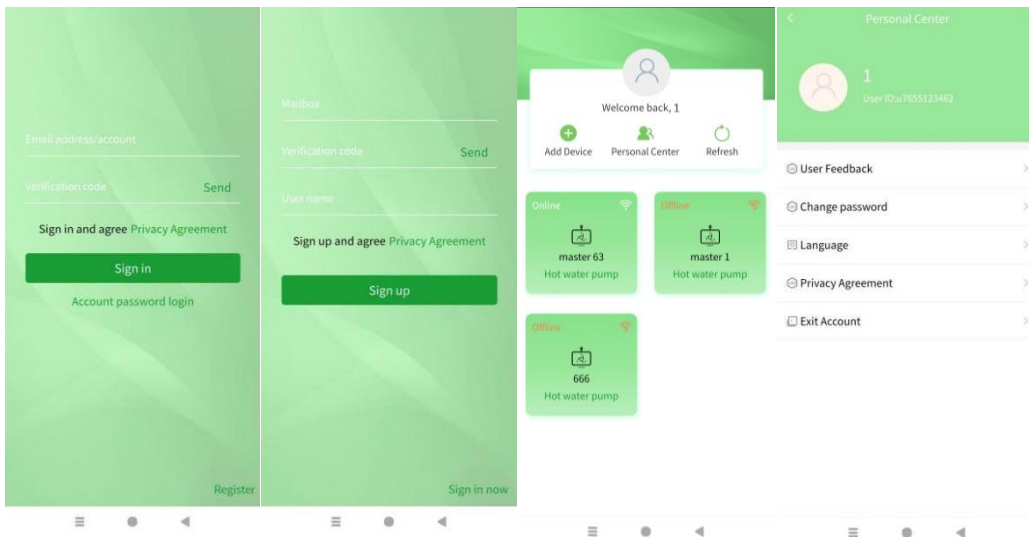 Email address/account
Verification code Send
Sign in and agree Privacy Agreement
Sign in
Account password login
Register
Mailbox
Verification code Send
User name
Sign up and agree Privacy Agreement
Sign up
Sign in now
Welcome back, 1
Add Device Personal Center Refresh
Online
master 63
Hot water pump
Offline
master 1
Hot water pump
Offline
666
Hot water pump
Personal Center
1
User ID:u7655123462
User Feedback
Change password
Language
Privacy Agreement
Exit Account